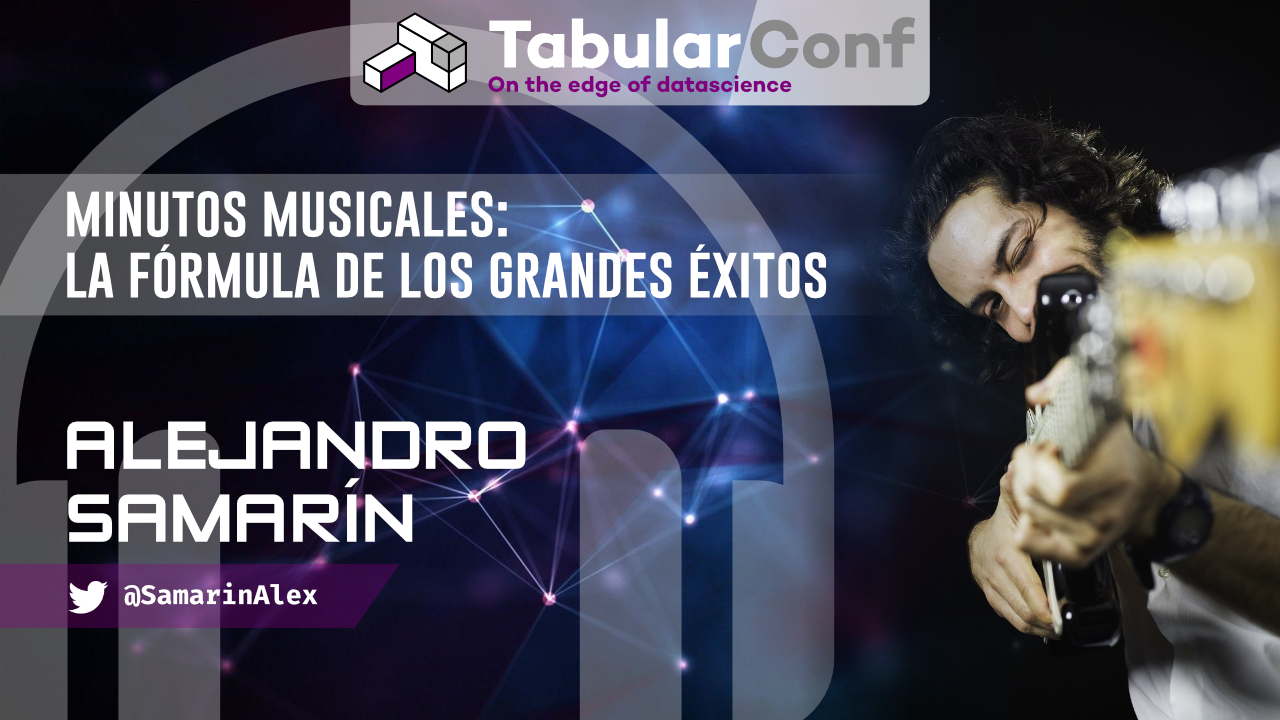 TabularConf
On the edge of datascience
MINUTOS MUSICALES:
LA FÓRMULA DE LOS GRANDES ÉXITOS
ALEJANDRO
SAMARÍN
@SamarinAlex